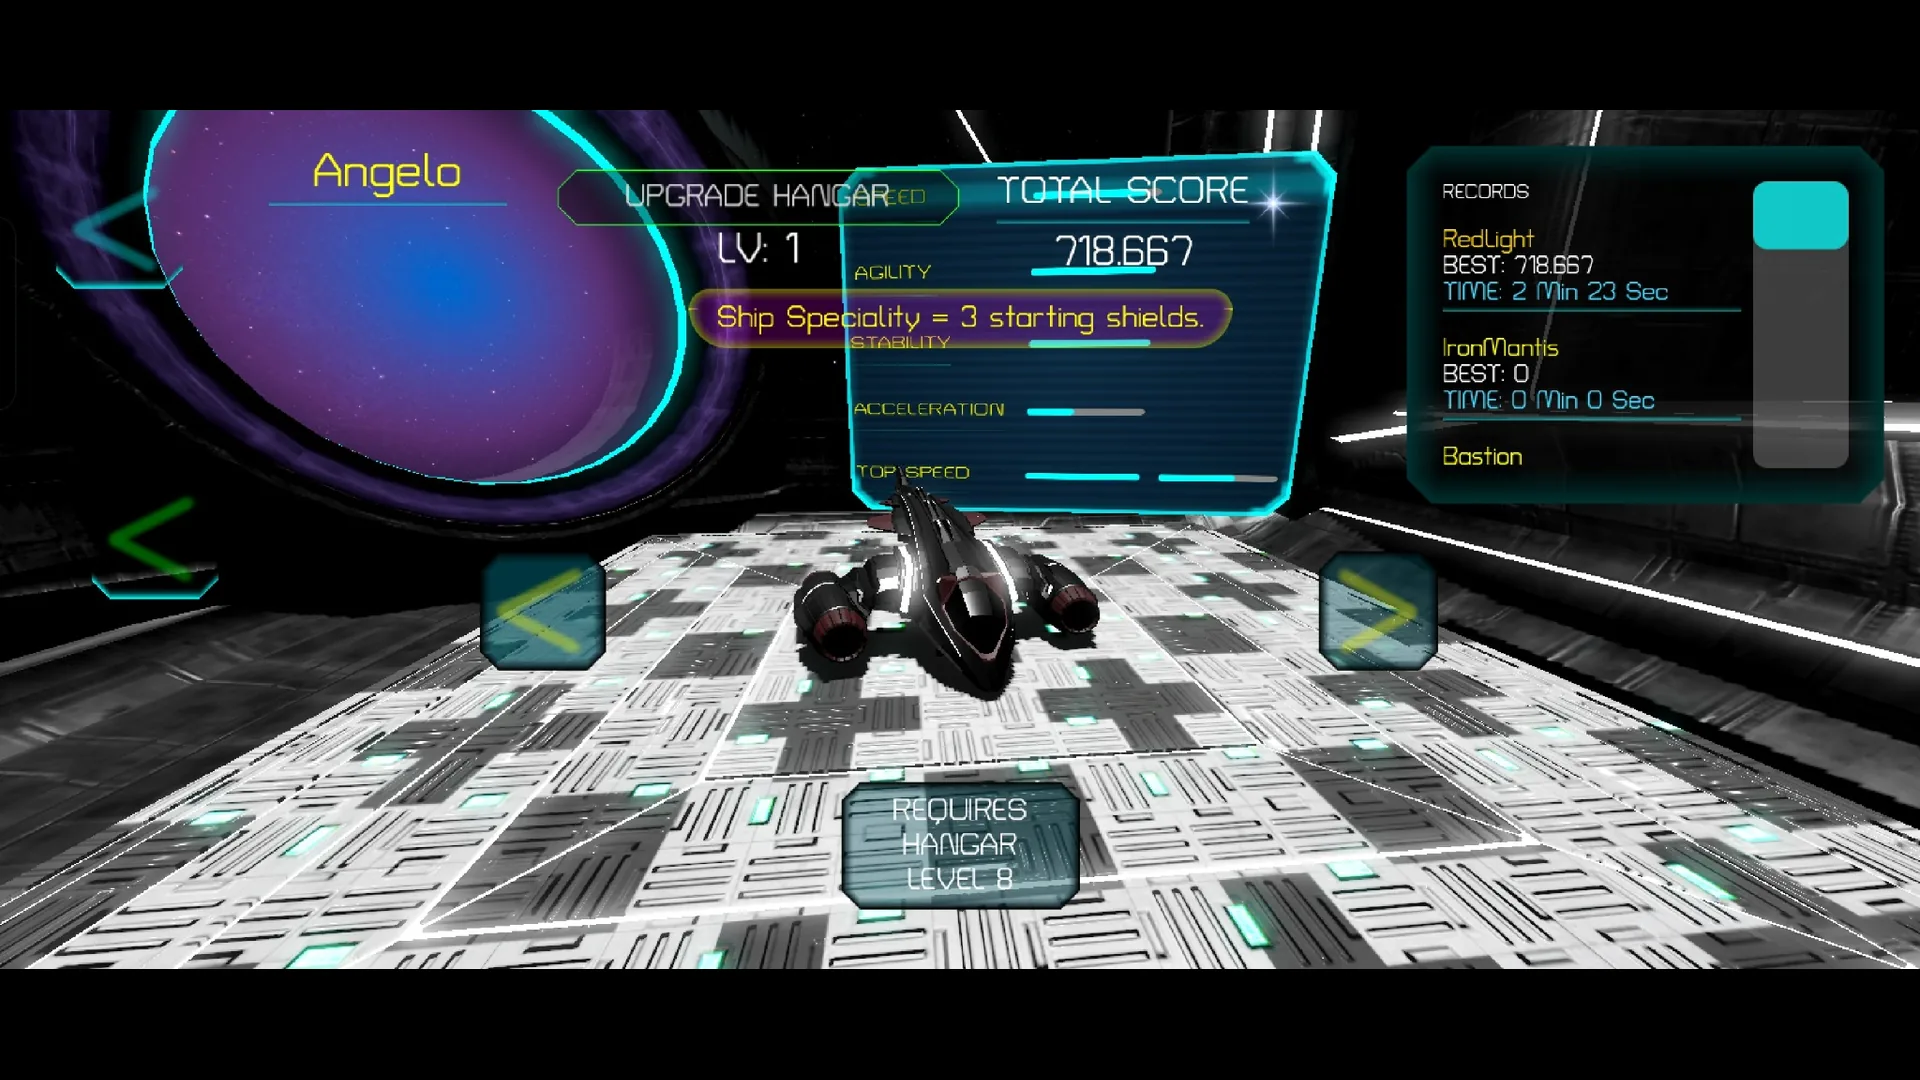 Angelo
UPGRADE HANGAR
LV: 1
SPEED
TOTAL SCORE
718.667
AGILITY
Ship Speciality = 3 starting shields.
STABILITY
ACCELERATION
TOP SPEED
RECORDS
RedLight
BEST: 718.667
TIME: 2 Min 23 Sec
IronMantis
BEST: 0
TIME: 0 Min 0 Sec
Bastion
REQUIRES
HANGAR
LEVEL 8